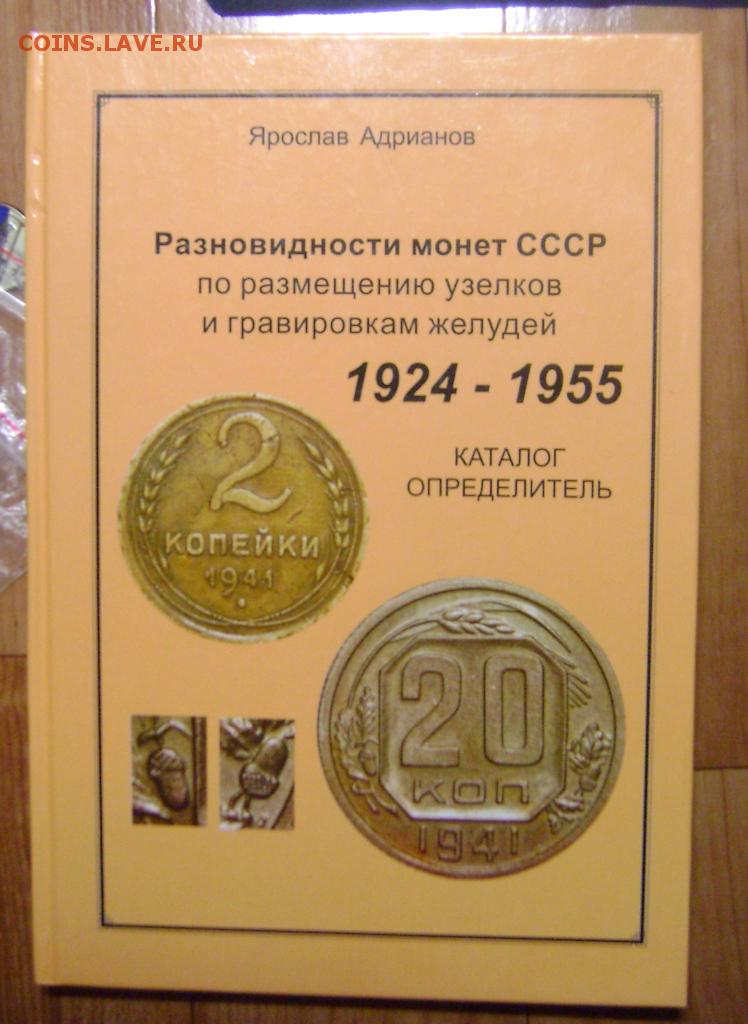 COINS.LAVE.RU
Ярослав Адрианов
Разновидности монет СССР
по размещению узелков
и гравировкам желудей
1924 - 1955
КАТАЛОГ
ОПРЕДЕЛИТЕЛЬ
2
КОПЕЙКИ
1941
20
КОП
1941